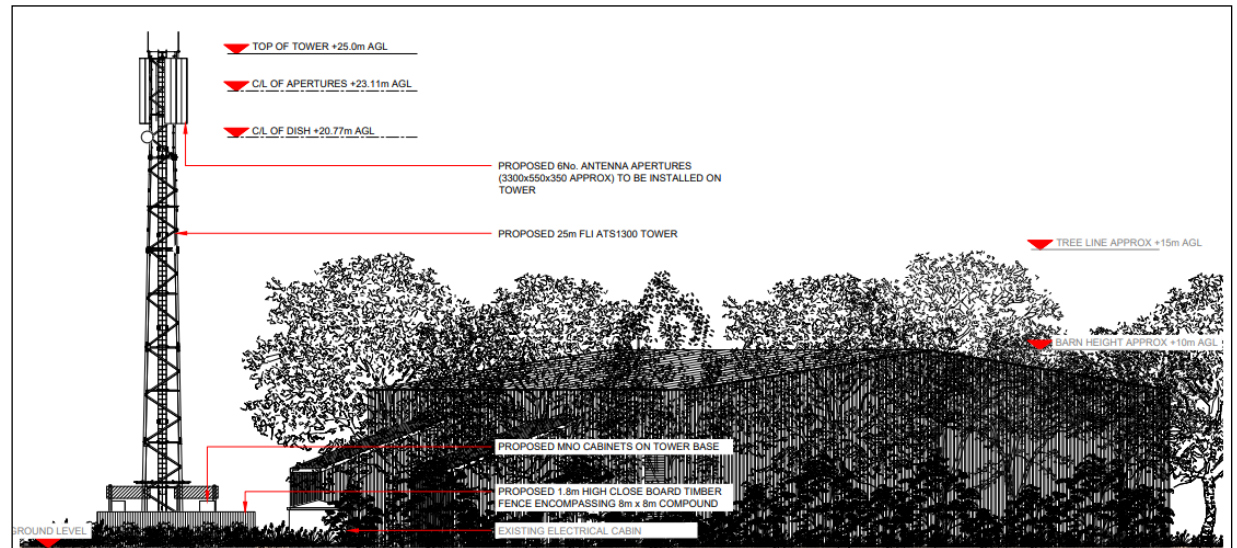 TOP OF TOWER +25.0m AGL
C/L OF APERTURES +23.11m AGL
C/L OF DISH +20.77m AGL
PROPOSED 6No. ANTENNA APERTURES
(3300x550x350 APPROX) TO BE INSTALLED ON
TOWER
PROPOSED 25m FLI ATS1300 TOWER
TREE LINE APPROX +15m AGL
BARN HEIGHT APPROX +10m AGL
PROPOSED MNO CABINETS ON TOWER BASE
PROPOSED 1.8m HIGH CLOSE BOARD TIMBER
FENCE ENCOMPASSING 8m x 8m COMPOUND
EXISTING ELECTRICAL CABIN
GROUND LEVEL